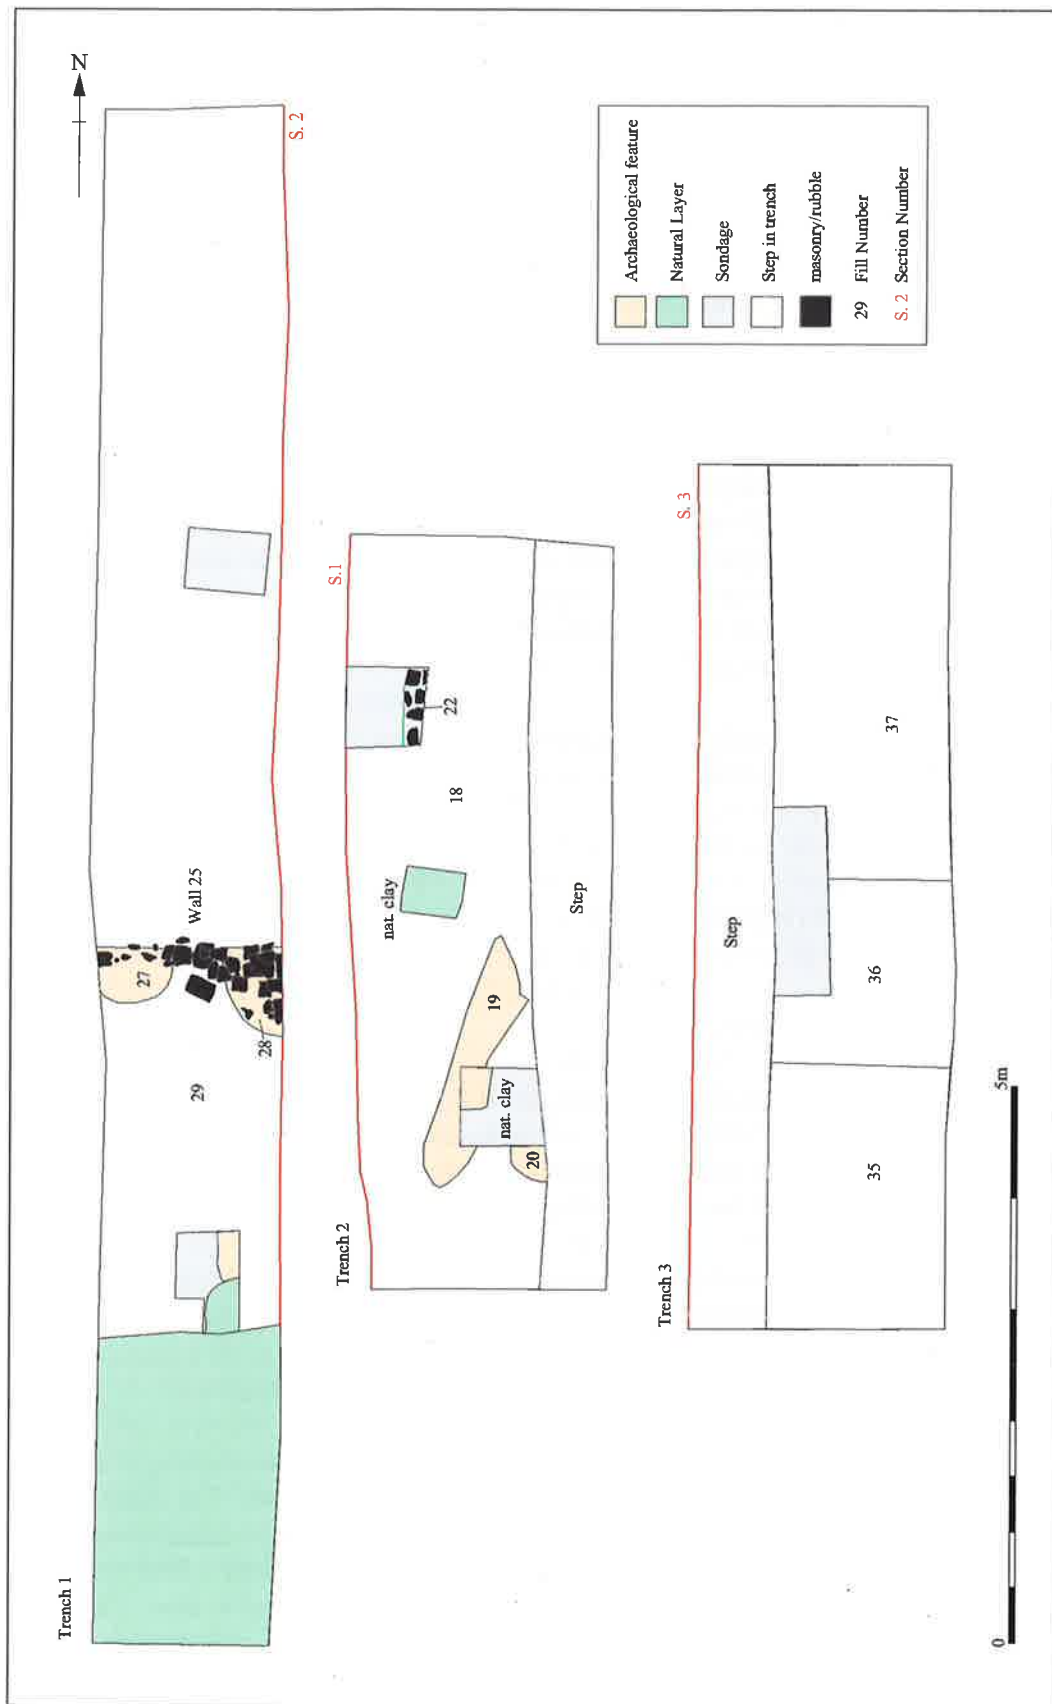 N
Trench 1
29
28
27
Wall 25
S. 2
Trench 2
20
nat. clay
19
nat. clay
18
22
S.1
Step
Trench 3
35
36
37
Step
S. 3
Archaeological feature
Natural Layer
Sondage
Step in trench
masonry/rubble
29 Fill Number
S. 2 Section Number
0 5m